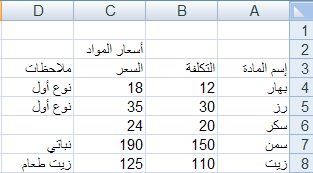 D C B A
1
2 أسعار المواد
3 إسم المادة التكلفة السعر ملاحظات
4 بهار 12 18 نوع أول
5 رز 30 35 نوع أول
6 سكر 20 24
7 سمن 150 190 نباتي
8 زيت 110 125 زيت طعام